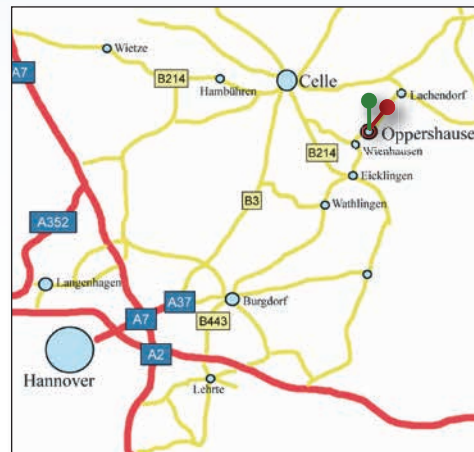 Wietze
A7
B214
Celle
Hambühren
Lachendorf
Oppershause
B214
Wienhausen
Eicklingen
B3
Wathlingen
A352
Langenhagen
A37
Burgdorf
A7
B443
A2
Hannover
Lehrte